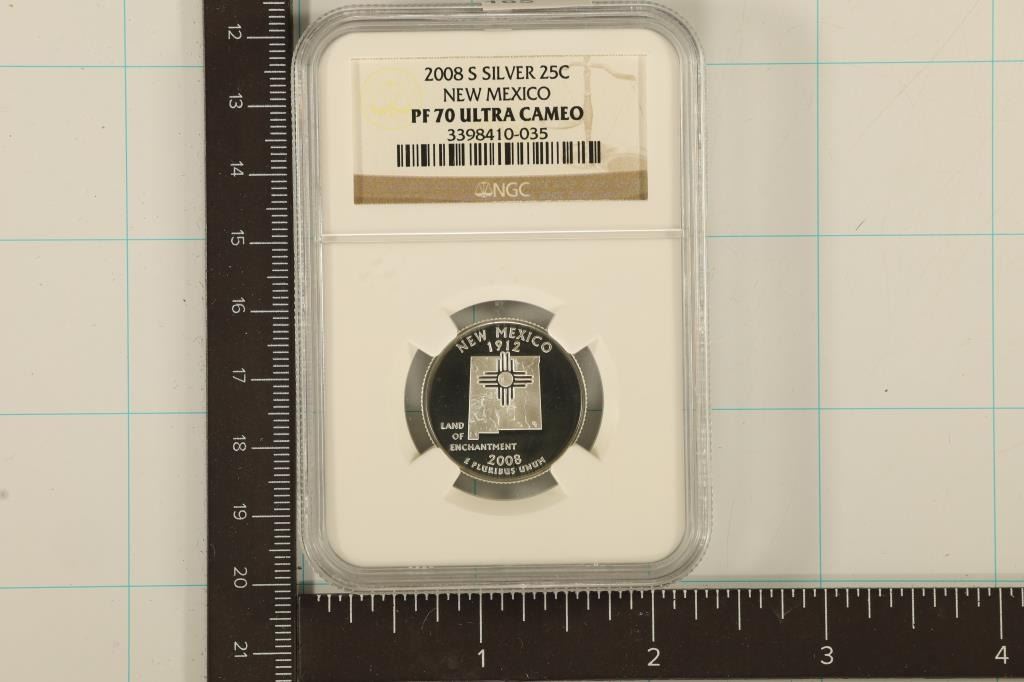 2008 S SILVER 25C
NEW MEXICO
PF 70 ULTRA CAMEO
3398410-035
NGC
NEW MEXICO
1912
LAND
OF
ENCHANTMENT
2008
E PLURIBUS UNUM
12
13
14
15
16
17
18
19
20
21
1
2
3
4